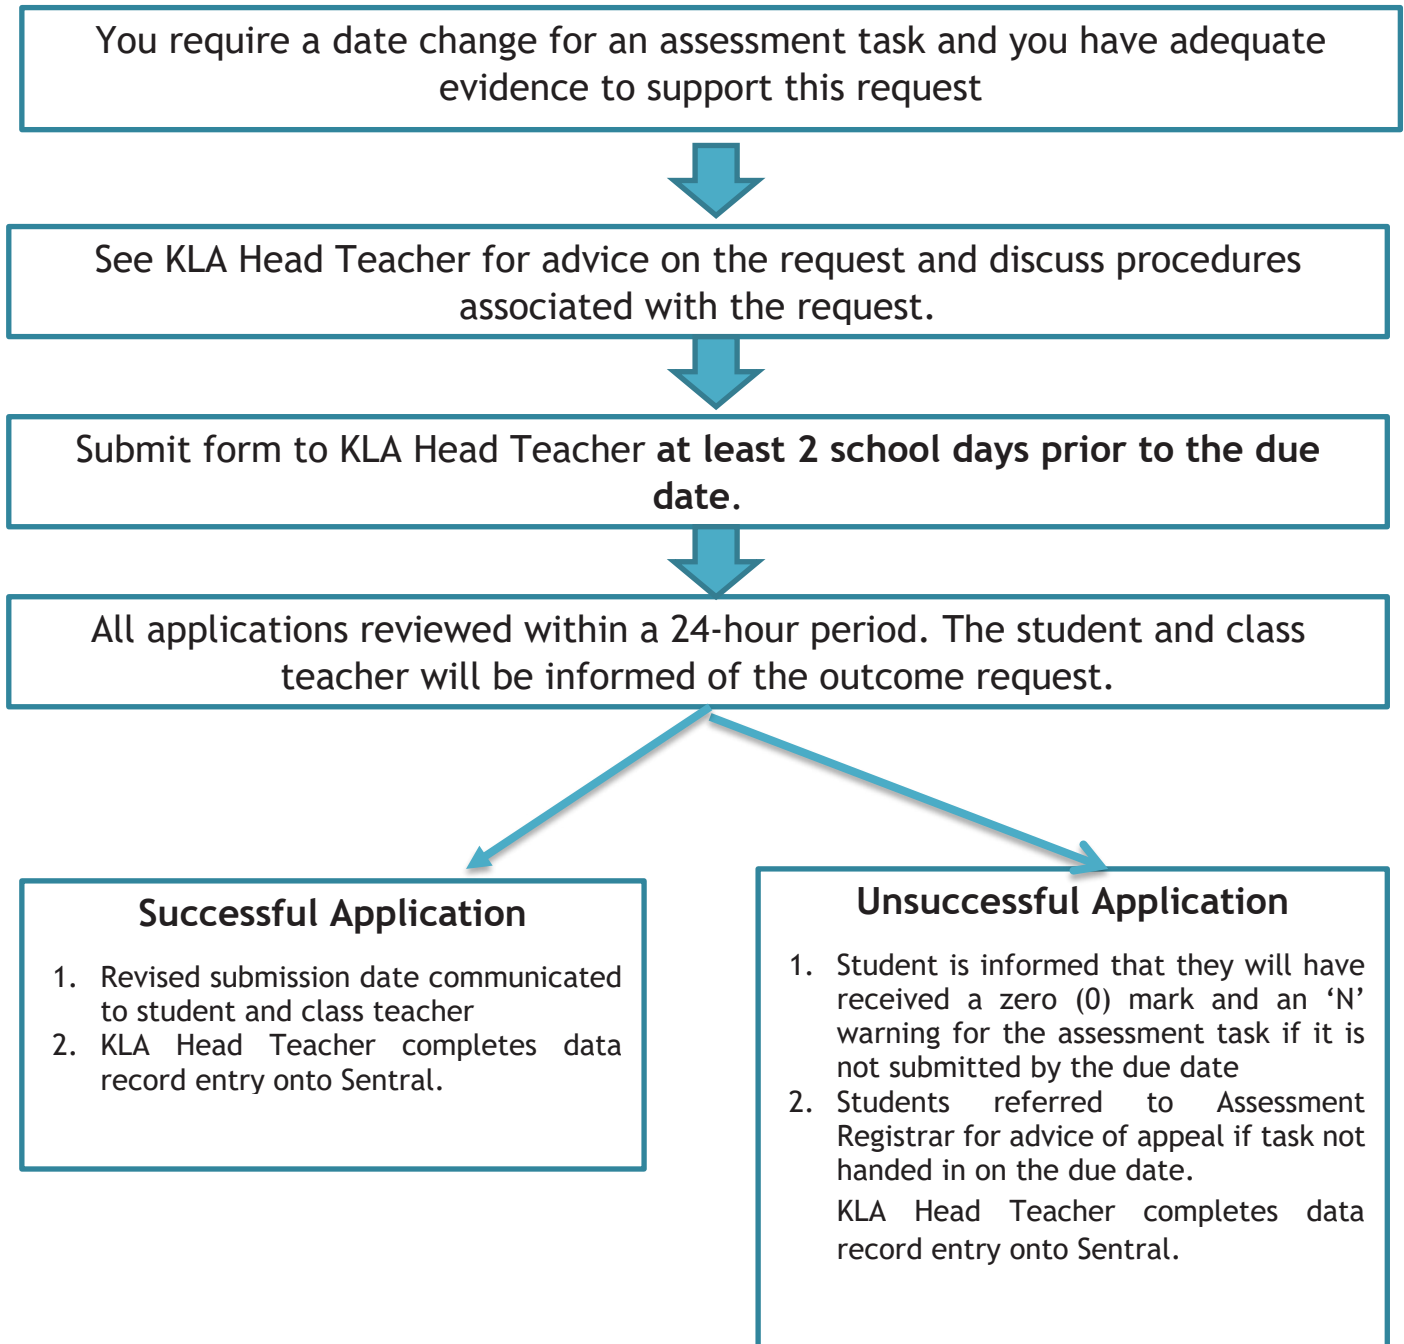 You require a date change for an assessment task and you have adequate
evidence to support this request
See KLA Head Teacher for advice on the request and discuss procedures
associated with the request.
Submit form to KLA Head Teacher at least 2 school days prior to the due
date.
All applications reviewed within a 24-hour period. The student and class
teacher will be informed of the outcome request.
Successful Application
1. Revised submission date communicated
to student and class teacher
2. KLA Head Teacher completes data
record entry onto Sentral.
Unsuccessful Application
1. Student is informed that they will have
received a zero (0) mark and an ‘N’
warning for the assessment task if it is
not submitted by the due date
2. Students referred to Assessment
Registrar for advice of appeal if task not
handed in on the due date.
KLA Head Teacher completes data
record entry onto Sentral.